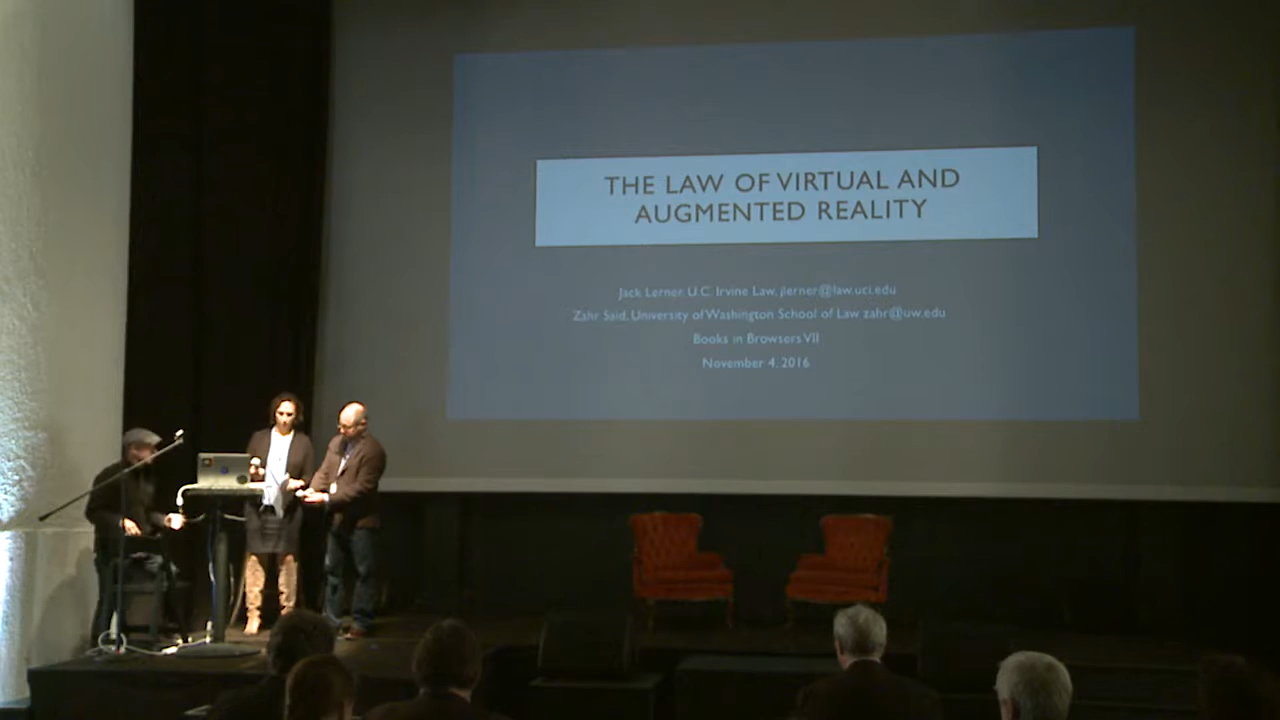 THE LAW OF VIRTUAL AND
AUGMENTED REALITY
Jack Lerner, U.C. Irvine Law, jlerner@law.uci.edu
Zahr Said, University of Washington School of Law zahr@uw.edu
Books in Browsers VII
November 4, 2016